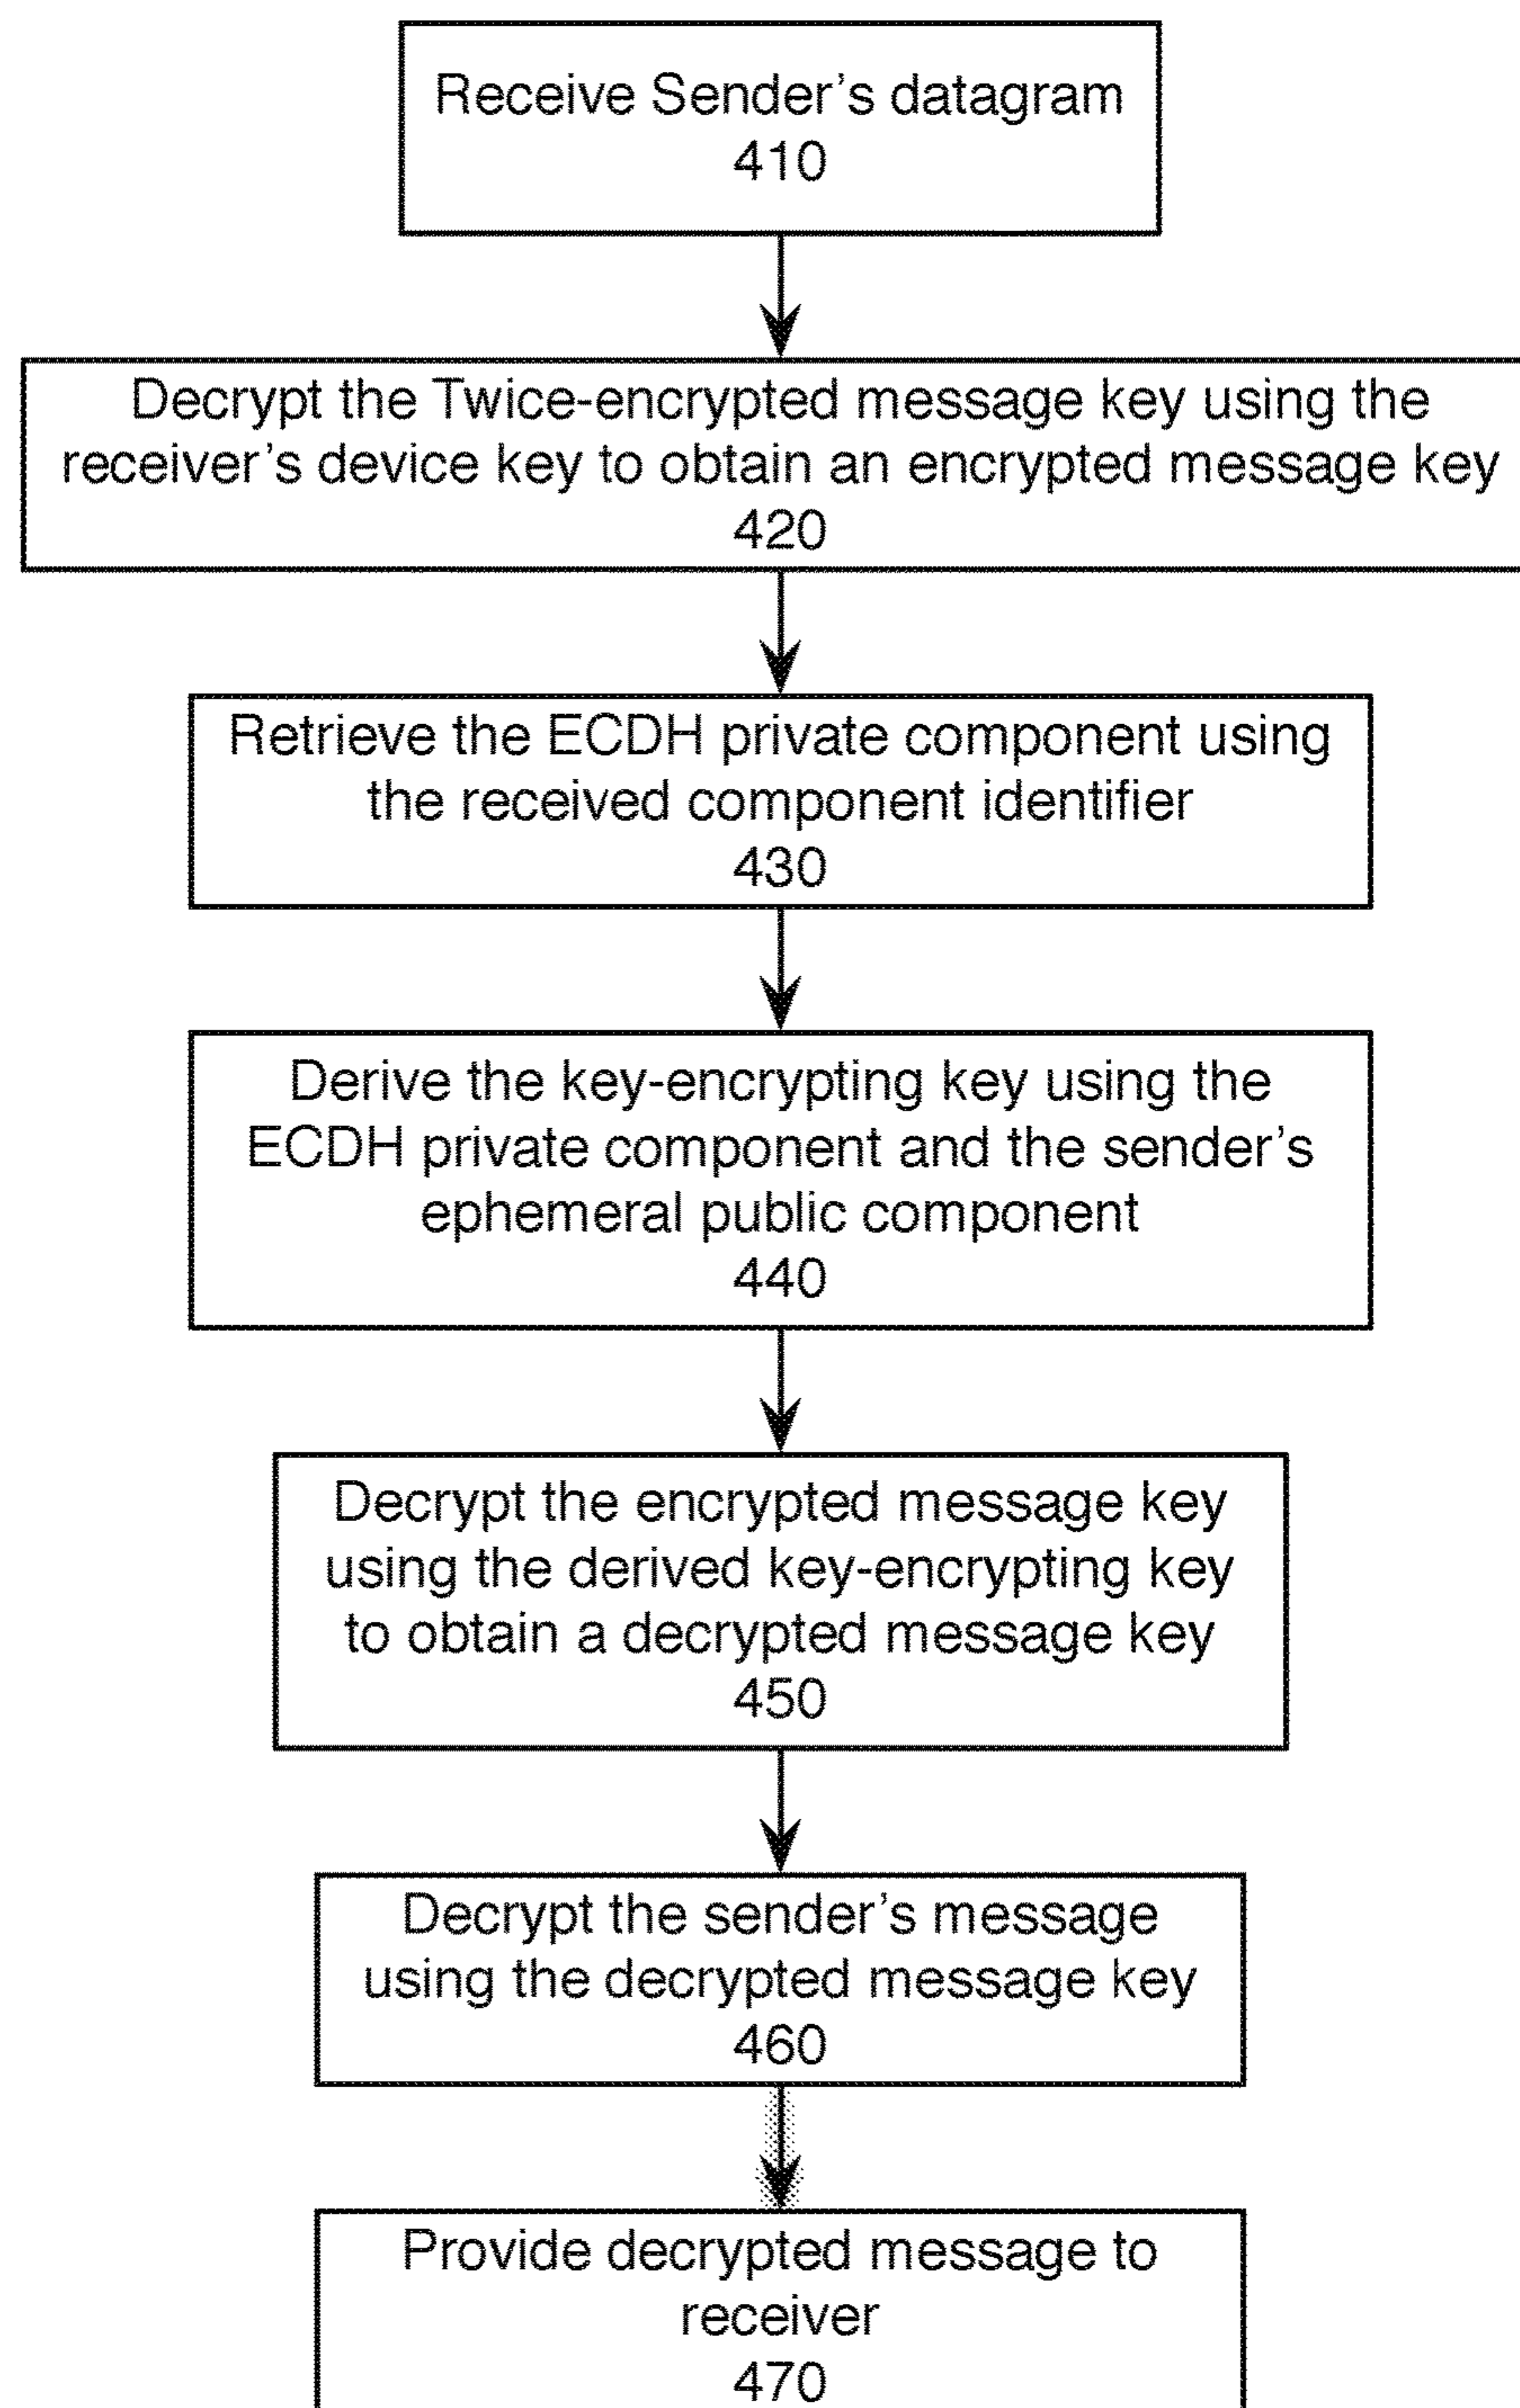 Receive Sender's datagram
410
Decrypt the Twice-encrypted message key using the
receiver's device key to obtain an encrypted message key
420
Retrieve the ECDH private component using
the received component identifier
430
Derive the key-encrypting key using the
ECDH private component and the sender's
ephemeral public component
440
Decrypt the encrypted message key
using the derived key-encrypting key
to obtain a decrypted message key
450
Decrypt the sender's message
using the decrypted message key
460
Provide decrypted message to
receiver
470